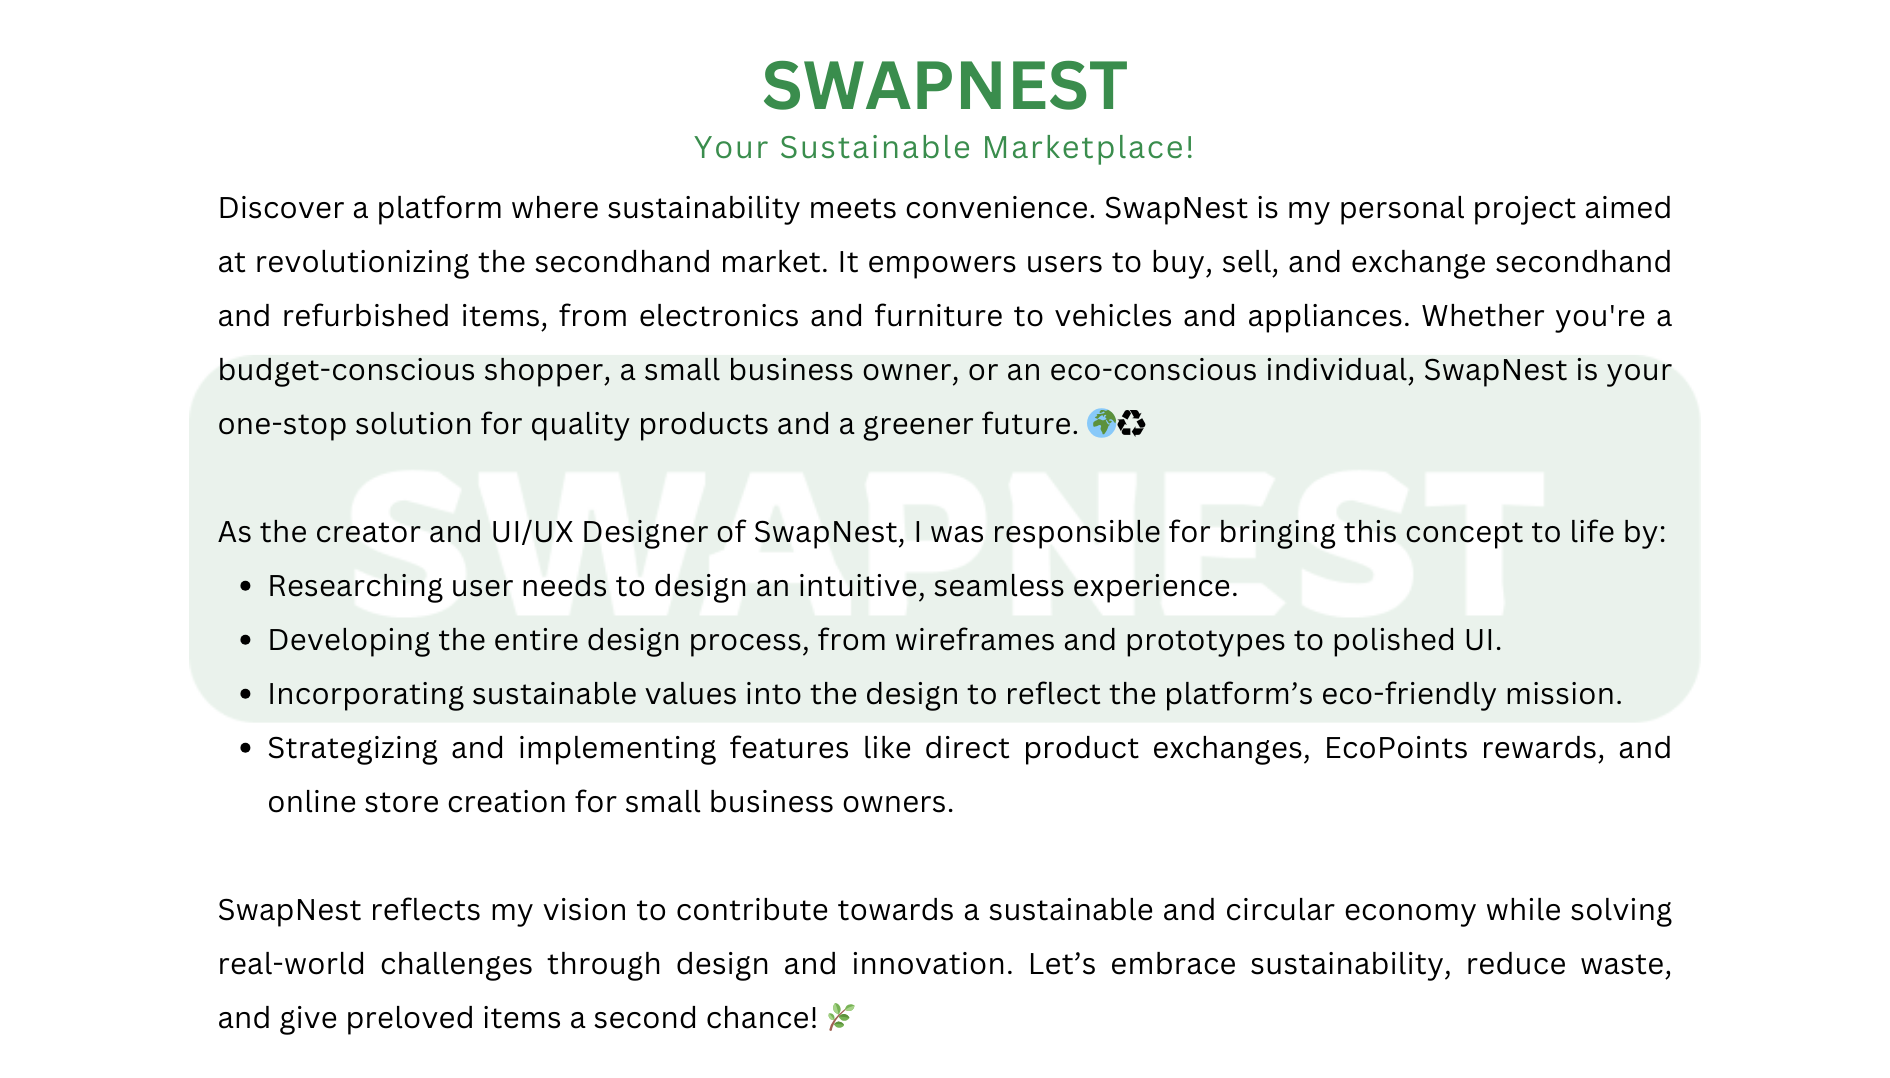 SWAPNEST
Your Sustainable Marketplace!
Discover a platform where sustainability meets convenience. SwapNest is my personal project aimed
at revolutionizing the secondhand market. It empowers users to buy, sell, and exchange secondhand
and refurbished items, from electronics and furniture to vehicles and appliances. Whether you're a
budget-conscious shopper, a small business owner, or an eco-conscious individual, SwapNest is your
one-stop solution for quality products and a greener future. 🌍♻
SWAPNEST
As the creator and UI/UX Designer of SwapNest, I was responsible for bringing this concept to life by:
• Researching user needs to design an intuitive, seamless experience.
• Developing the entire design process, from wireframes and prototypes to polished UI.
• Incorporating sustainable values into the design to reflect the platform’s eco-friendly mission.
• Strategizing and implementing features like direct product exchanges, EcoPoints rewards, and
online store creation for small business owners.
SwapNest reflects my vision to contribute towards a sustainable and circular economy while solving
real-world challenges through design and innovation. Let’s embrace sustainability, reduce waste,
and give preloved items a second chance! 🌿